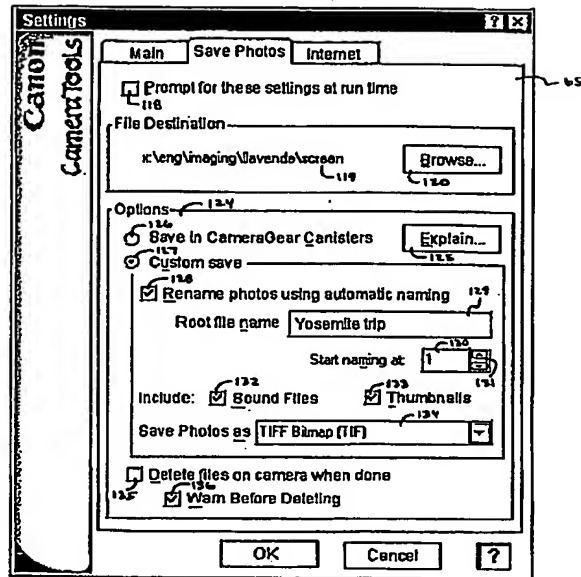 Settings ? X
Canon
CameraTools
Main Save Photos Internet
65
Prompt for these settings at run time
118
File Destination
x:\eng\imaging\llavenda\screen Browse...
119 120
Options 124
126
Save in CameraGear Canisters Explain...
127 125
Custom save
128 129
Rename photos using automatic naming
Root file name Yosemite trip
130
Start naming at: 1
131
132 133
Include: Sound Files Thumbnails
134
Save Photos as TIFF Bitmap (TIF)
Delete files on camera when done
135 136
Warn Before Deleting
OK Cancel ?